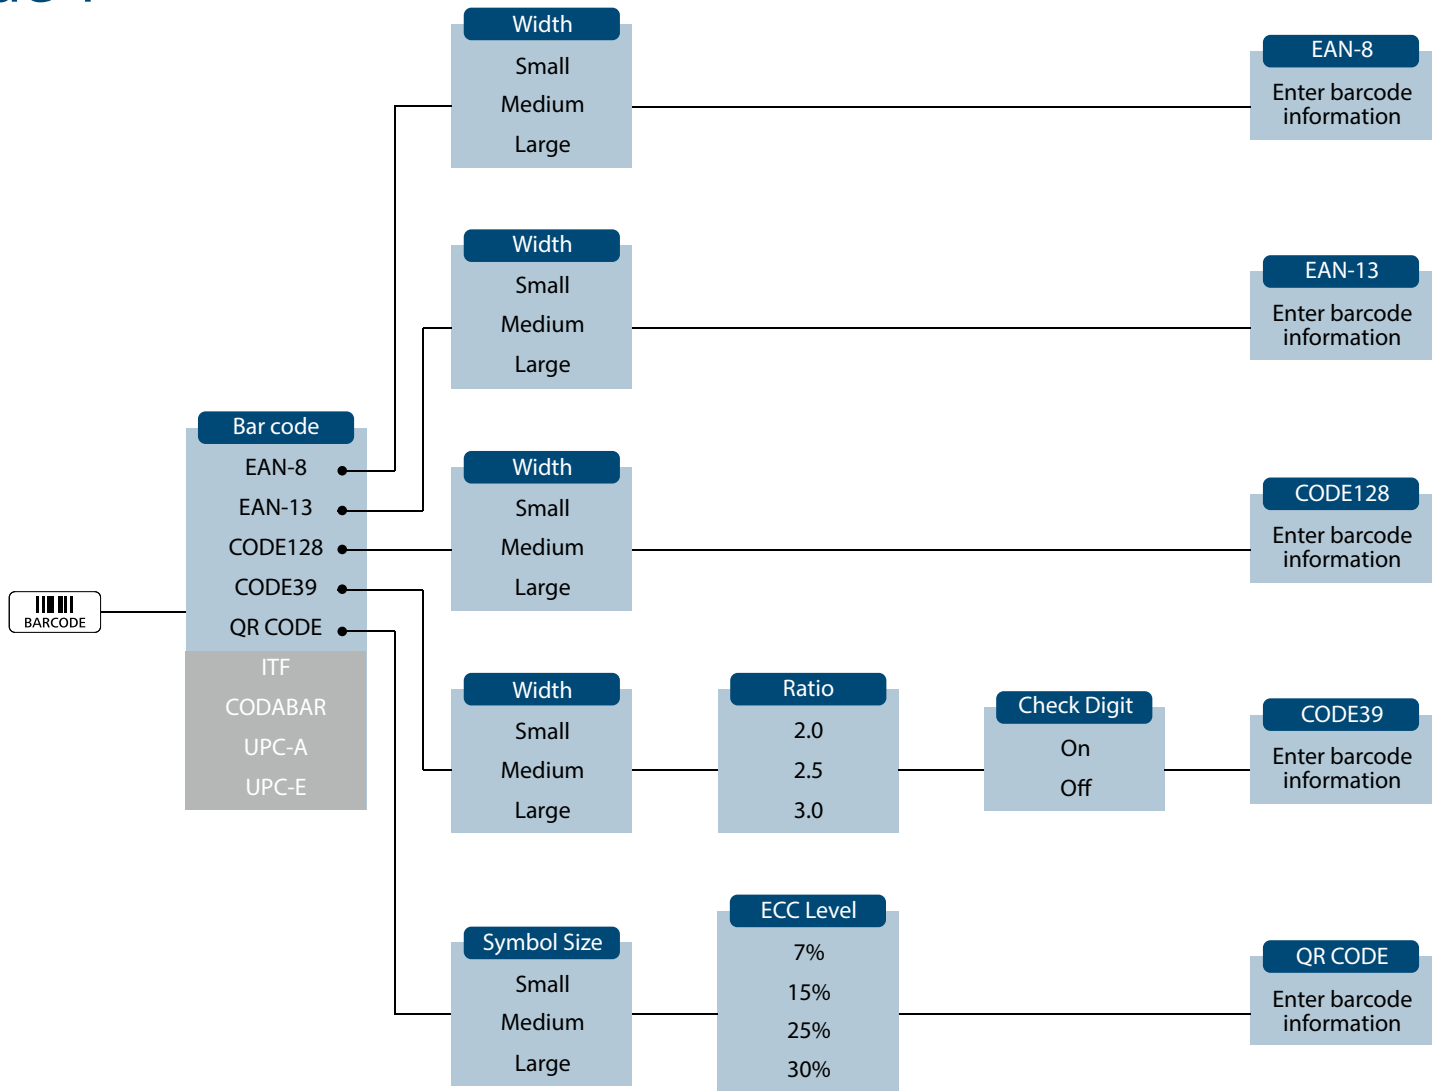 Width
Small
Medium
Large
EAN-8
Enter barcode
information
Width
Small
Medium
Large
EAN-13
Enter barcode
information
BARCODE
Bar code
EAN-8
EAN-13
CODE128
CODE39
QR CODE
ITF
CODABAR
UPC-A
UPC-E
Width
Small
Medium
Large
CODE128
Enter barcode
information
Width
Small
Medium
Large
Ratio
2.0
2.5
3.0
Check Digit
On
Off
CODE39
Enter barcode
information
Symbol Size
Small
Medium
Large
ECC Level
7%
15%
25%
30%
QR CODE
Enter barcode
information